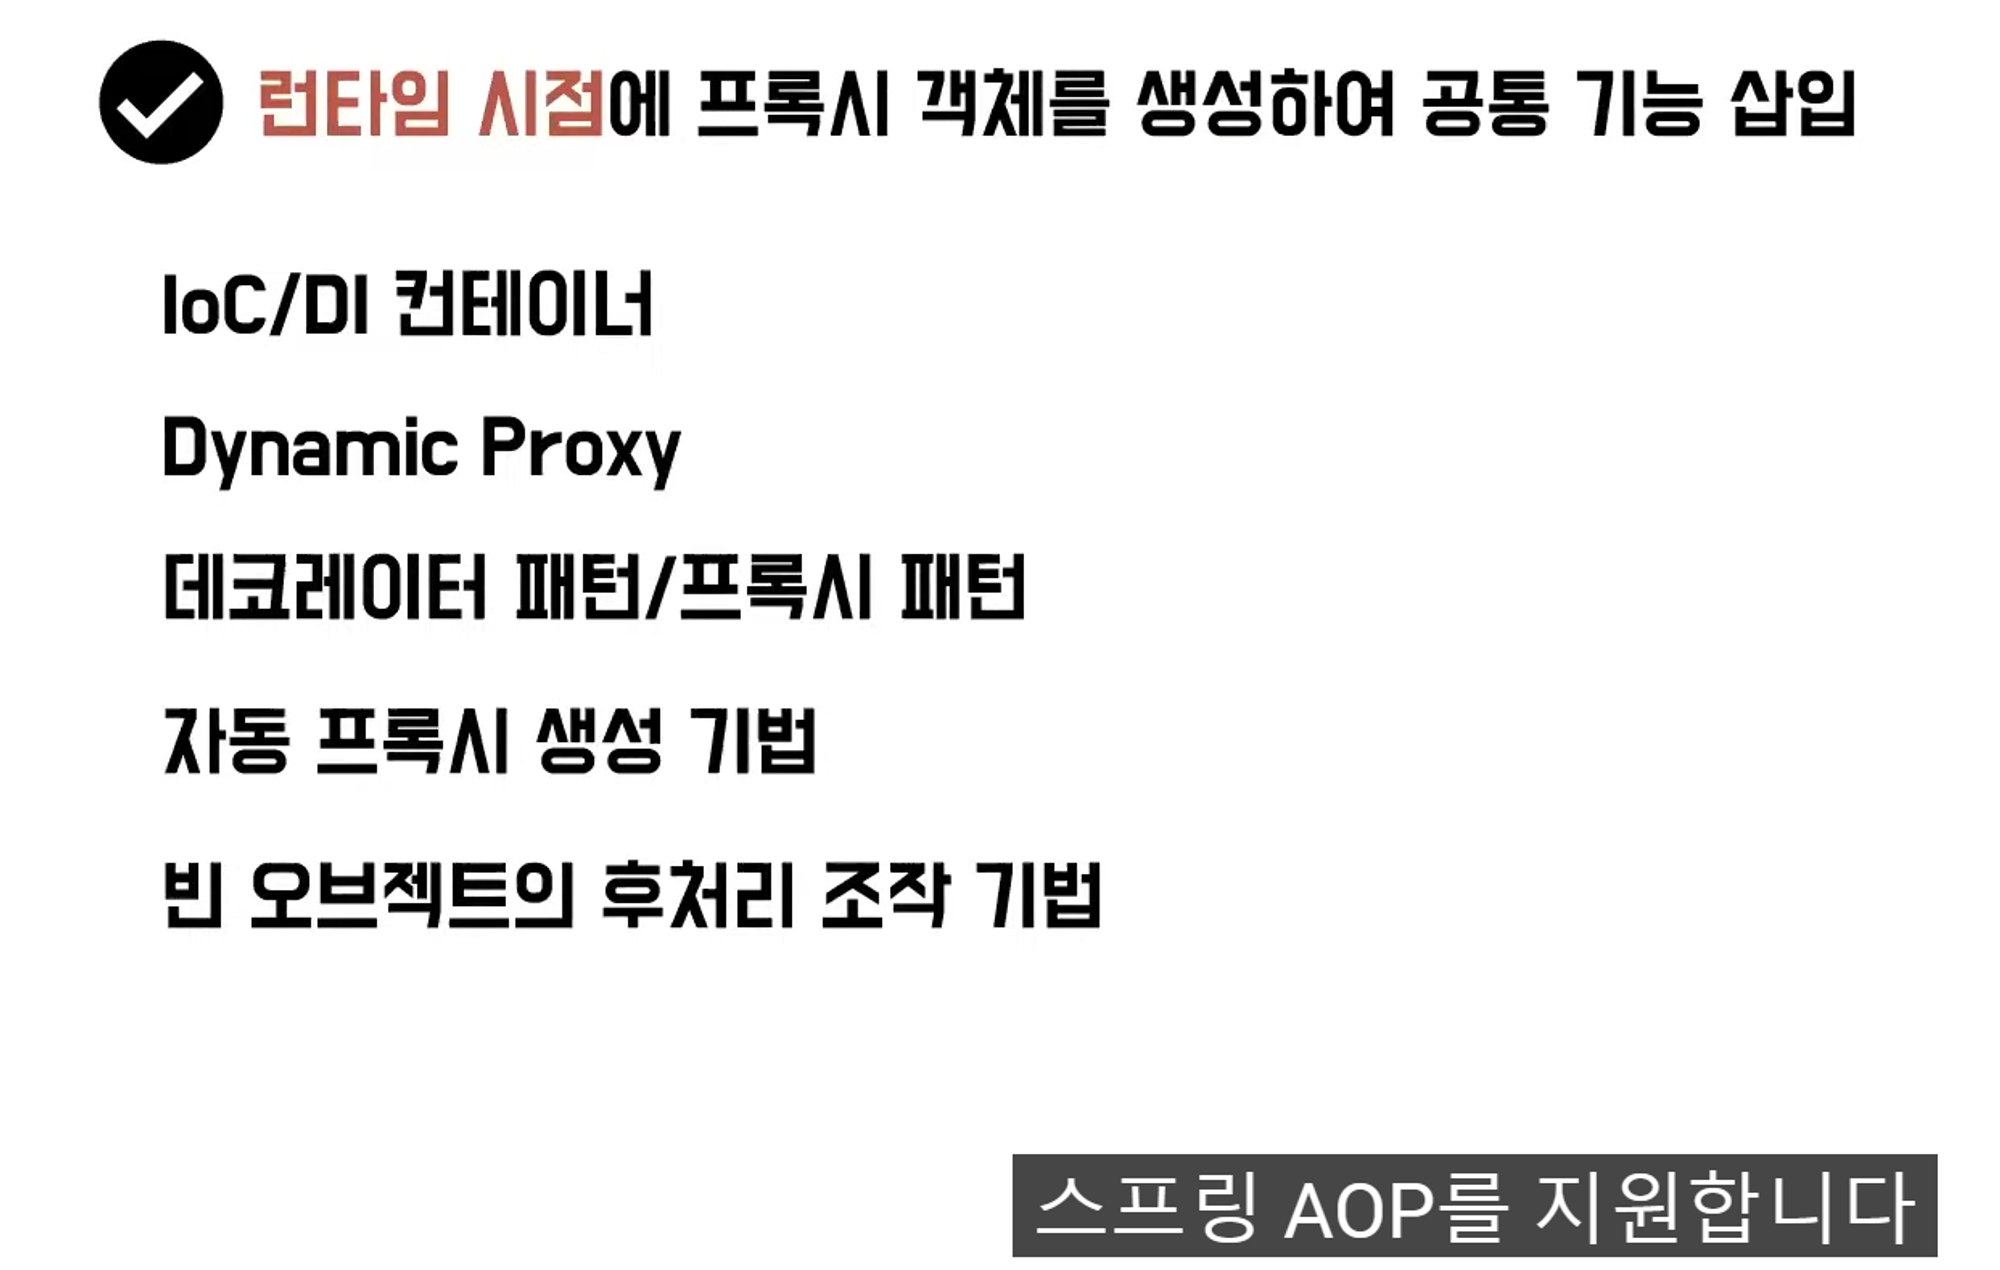 런타임 시점에 프록시 객체를 생성하여 공통 기능 삽입
IoC/DI 컨테이너
Dynamic Proxy
데코레이터 패턴/프록시 패턴
자동 프록시 생성 기법
빈 오브젝트의 후처리 조작 기법
스프링 AOP를 지원합니다